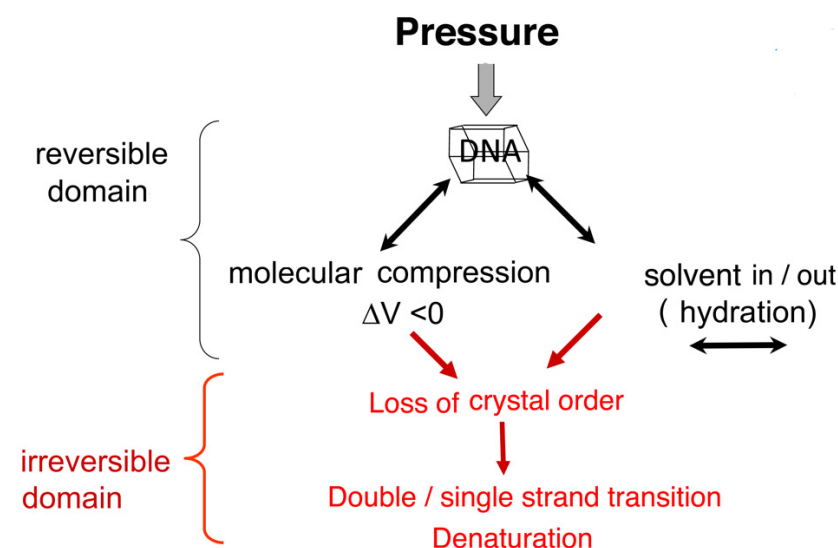 Pressure
DNA
reversible
domain
molecular compression
ΔV <0
solvent in / out
( hydration)
Loss of crystal order
irreversible
domain
Double / single strand transition
Denaturation